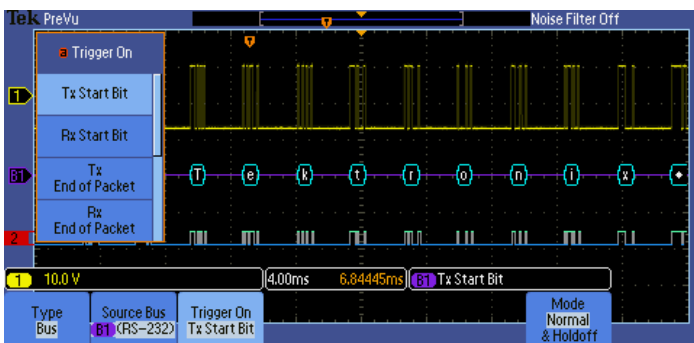 Tek PreVu
Noise Filter Off
a Trigger On
Tx Start Bit
Rx Start Bit
Tx
End of Packet
Rx
End of Packet
1
B1
T e k t r o n i x
2
1 10.0 V
4.00ms 6.84445ms
B1 Tx Start Bit
Type
Bus
Source Bus
B1 (RS-232)
Trigger On
Tx Start Bit
Mode
Normal
& Holdoff